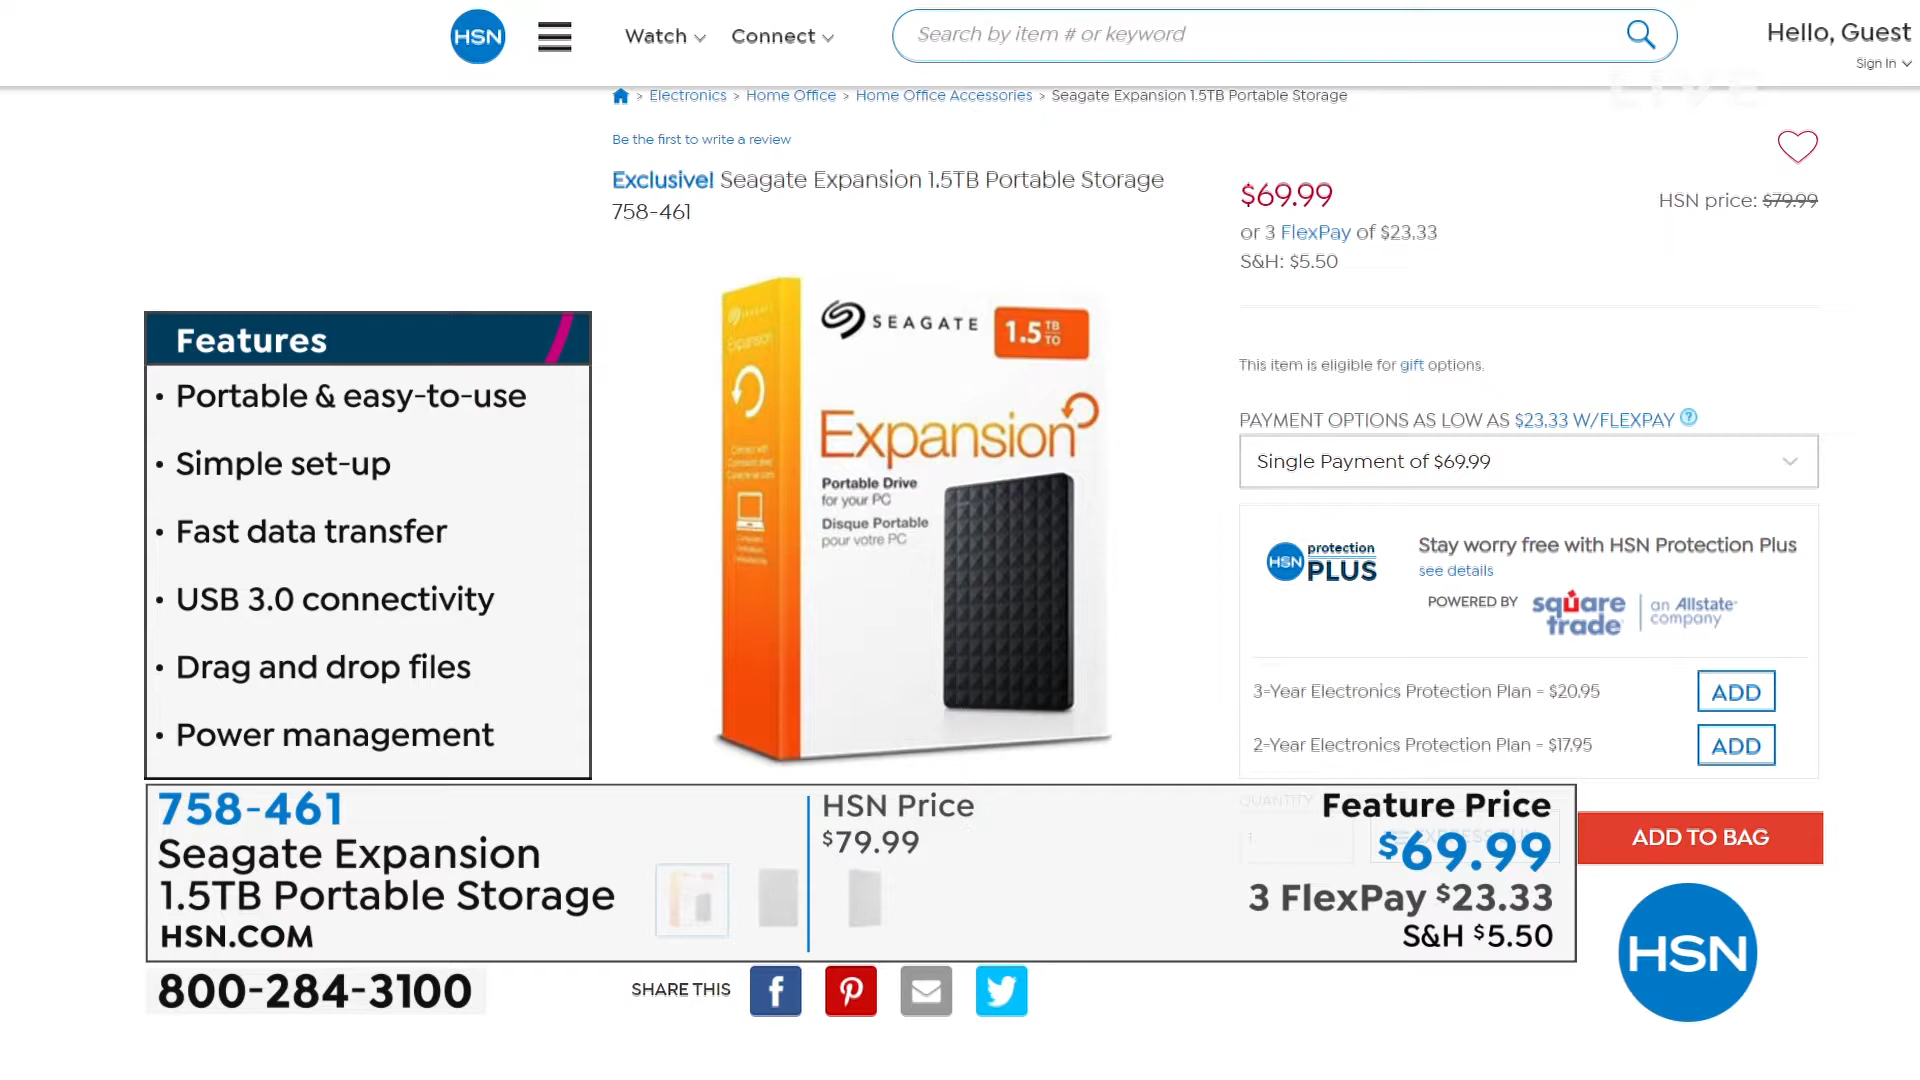 HSN
Watch
Connect
Search by item # or keyword
Hello, Guest
Sign In
LIVE
> Electronics > Home Office > Home Office Accessories > Seagate Expansion 1.5TB Portable Storage
Be the first to write a review
Exclusive! Seagate Expansion 1.5TB Portable Storage
758-461
$69.99
HSN price: $79.99
or 3 FlexPay of $23.33
S&H: $5.50
This item is eligible for gift options.
PAYMENT OPTIONS AS LOW AS $23.33 W/FLEXPAY ?
Single Payment of $69.99
HSN protection PLUS
Stay worry free with HSN Protection Plus
see details
POWERED BY square trade an Allstate company
3-Year Electronics Protection Plan - $20.95
ADD
2-Year Electronics Protection Plan - $17.95
ADD
Features
• Portable & easy-to-use
• Simple set-up
• Fast data transfer
• USB 3.0 connectivity
• Drag and drop files
• Power management
SEAGATE
Expansion
SEAGATE
1.5 TB TO
Expansion
Portable Drive
for your PC
Disque Portable
pour votre PC
758-461
Seagate Expansion
1.5TB Portable Storage
HSN.COM
HSN Price
$79.99
QUANTITY
1
Feature Price
$69.99
3 FlexPay $23.33
S&H $5.50
ADD TO BAG
HSN
800-284-3100
SHARE THIS